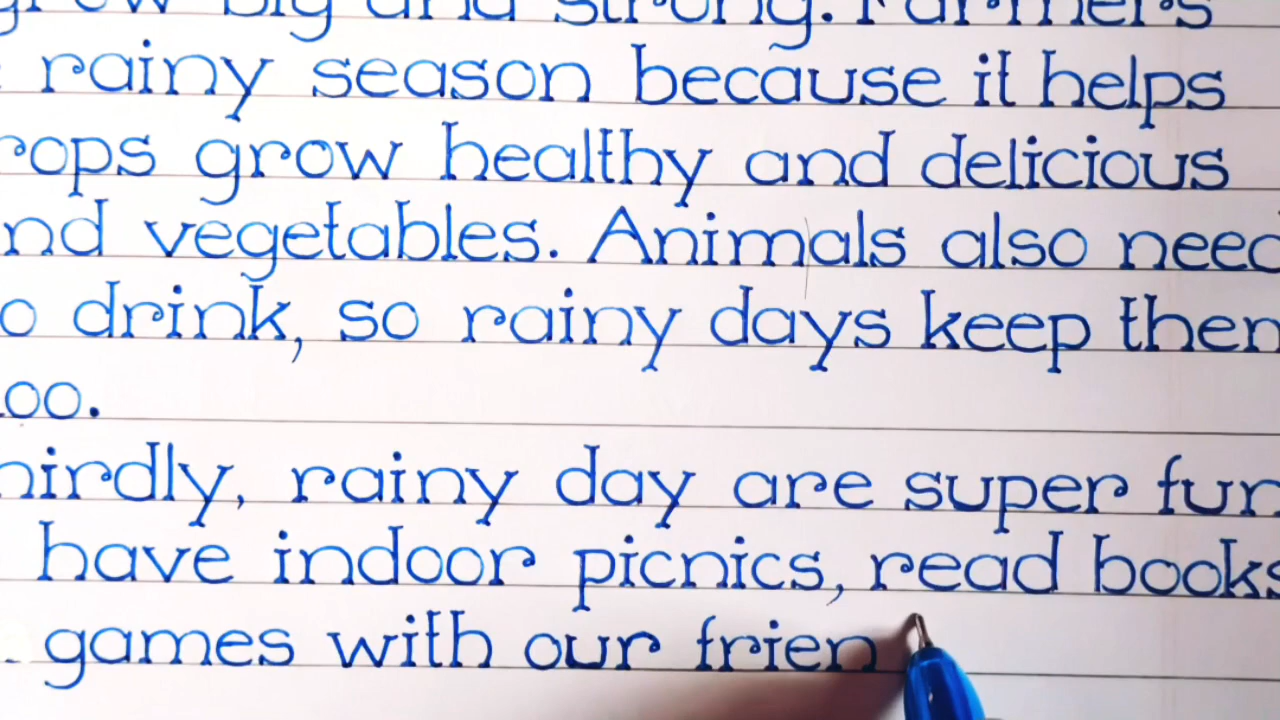 grow big and strong. Farmers
rainy season because it helps
rops grow healthy and delicious
nd vegetables. Animals also need
o drink, so rainy days keep them
oo.
hirdly, rainy day are super fun
have indoor picnics, read books
games with our frien